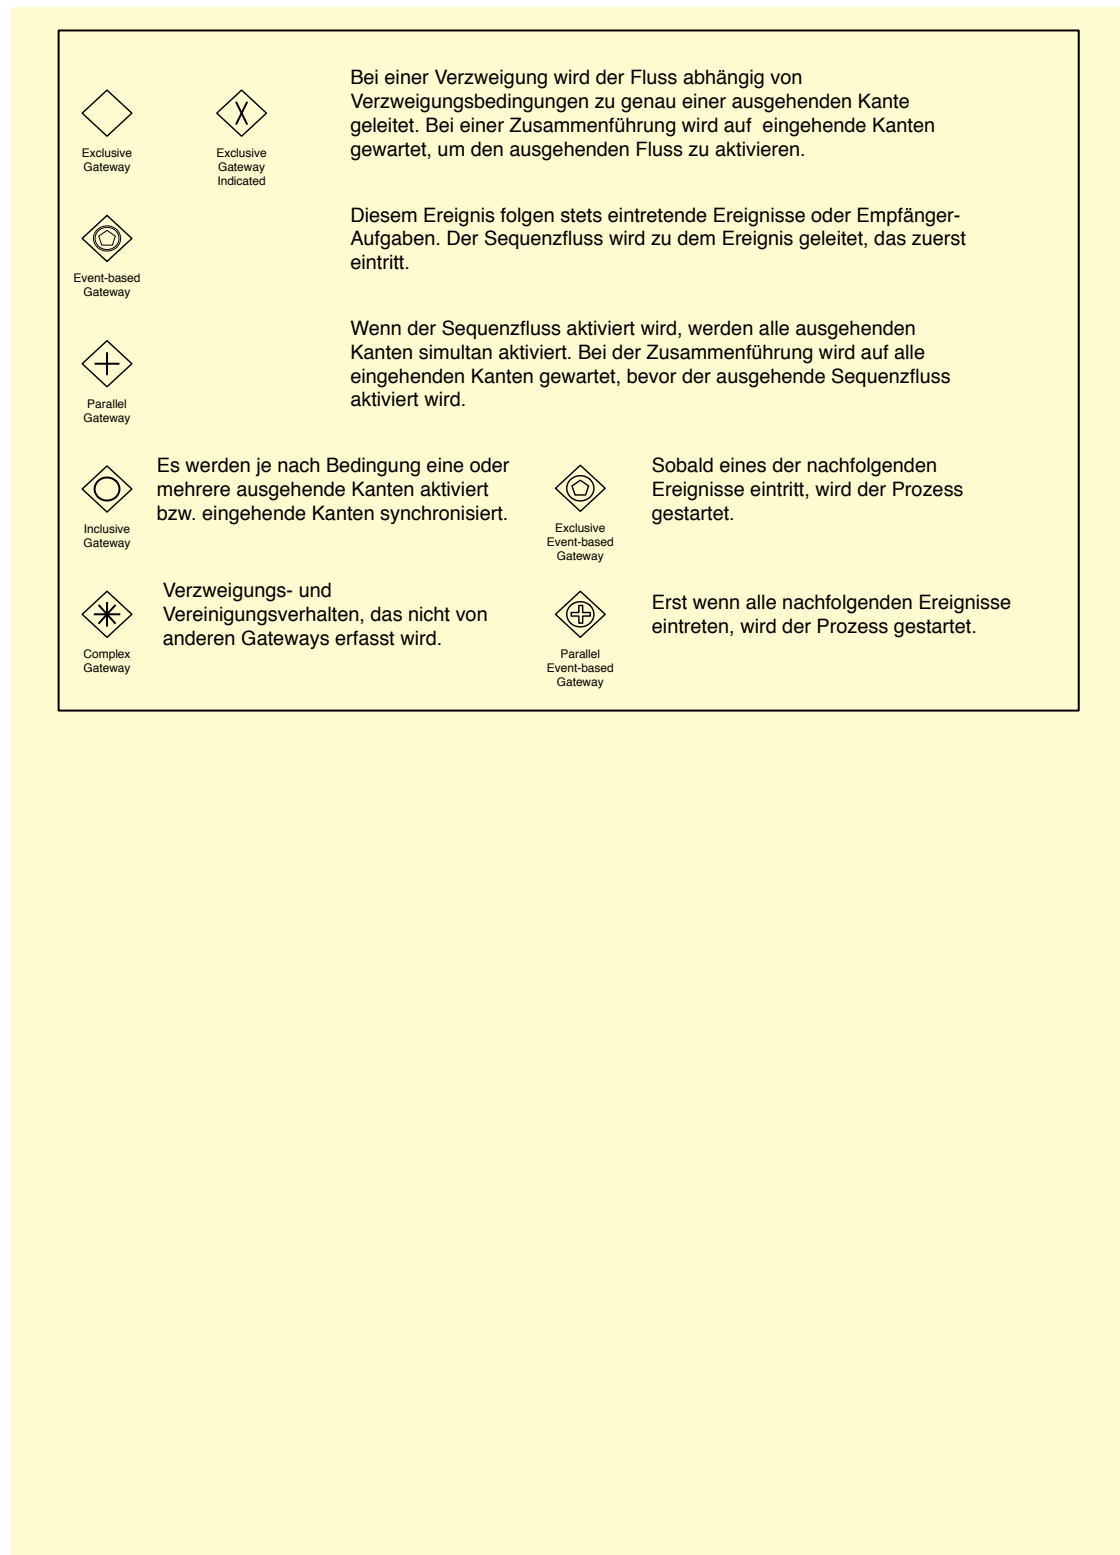 Exclusive
Gateway
Exclusive
Gateway
Indicated
Bei einer Verzweigung wird der Fluss abhängig von
Verzweigungsbedingungen zu genau einer ausgehenden Kante
geleitet. Bei einer Zusammenführung wird auf  eingehende Kanten
gewartet, um den ausgehenden Fluss zu aktivieren.
Event-based
Gateway
Diesem Ereignis folgen stets eintretende Ereignisse oder Empfänger-
Aufgaben. Der Sequenzfluss wird zu dem Ereignis geleitet, das zuerst
eintritt.
Parallel
Gateway
Wenn der Sequenzfluss aktiviert wird, werden alle ausgehenden
Kanten simultan aktiviert. Bei der Zusammenführung wird auf alle
eingehenden Kanten gewartet, bevor der ausgehende Sequenzfluss
aktiviert wird.
Inclusive
Gateway
Es werden je nach Bedingung eine oder
mehrere ausgehende Kanten aktiviert
bzw. eingehende Kanten synchronisiert.
Exclusive
Event-based
Gateway
Sobald eines der nachfolgenden
Ereignisse eintritt, wird der Prozess
gestartet.
Complex
Gateway
Verzweigungs- und
Vereinigungsverhalten, das nicht von
anderen Gateways erfasst wird.
Parallel
Event-based
Gateway
Erst wenn alle nachfolgenden Ereignisse
eintreten, wird der Prozess gestartet.